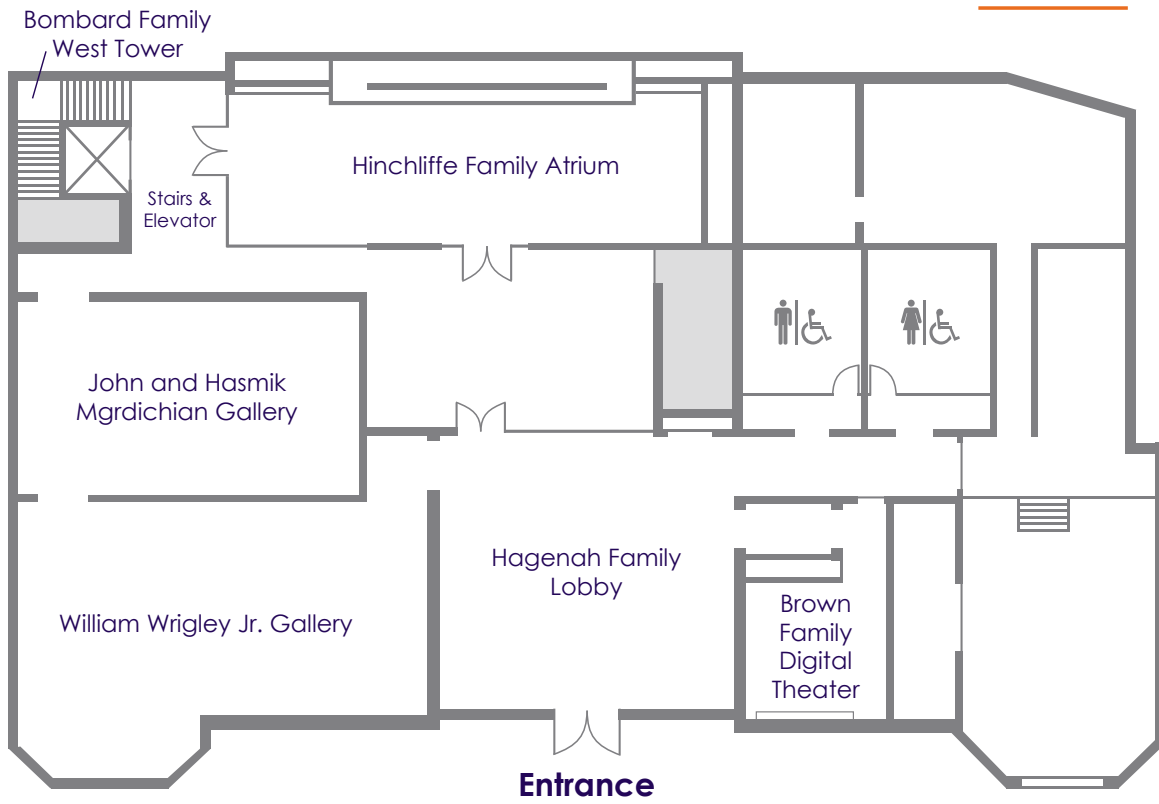 Bombard Family
West Tower
Hinchliffe Family Atrium
Stairs &
Elevator
John and Hasmik
Mgrdichian Gallery
Hagenah Family
Lobby
William Wrigley Jr. Gallery
Brown
Family
Digital
Theater
Entrance